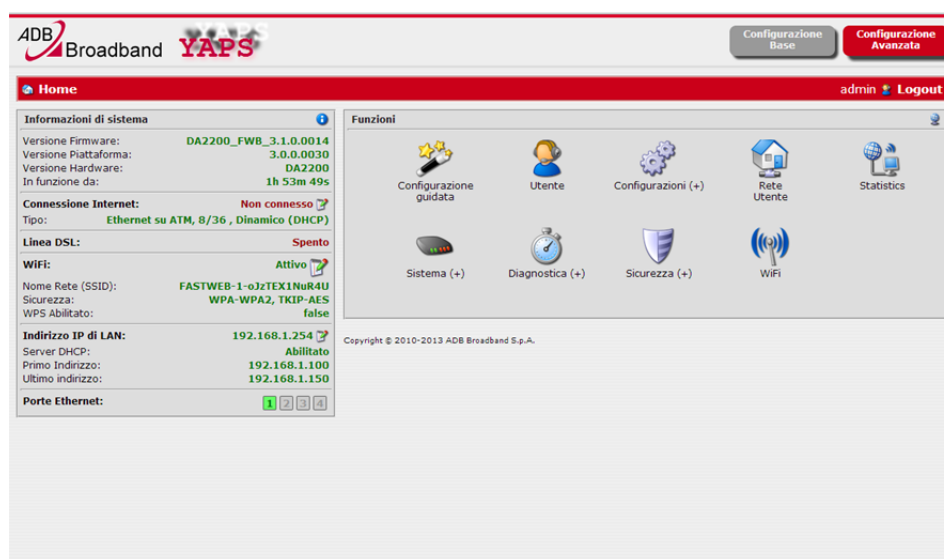 ADB Broadband YAPS
Configurazione Base
Configurazione Avanzata
Home
admin Logout
Informazioni di sistema
Versione Firmware: DA2200_FWB_3.1.0.0014
Versione Piattaforma: 3.0.0.0030
Versione Hardware: DA2200
In funzione da: 1h 53m 49s
Connessione Internet: Non connesso
Tipo: Ethernet su ATM, 8/36 , Dinamico (DHCP)
Linea DSL: Spento
WiFi: Attivo
Nome Rete (SSID): FASTWEB-1-oJzTEX1NuR4U
Sicurezza: WPA-WPA2, TKIP-AES
WPS Abilitato: false
Indirizzo IP di LAN: 192.168.1.254
Server DHCP: Abilitato
Primo Indirizzo: 192.168.1.100
Ultimo indirizzo: 192.168.1.150
Porte Ethernet: 1 2 3 4
Funzioni
Configurazione guidata
Utente
Configurazioni (+)
Rete Utente
Statistics
Sistema (+)
Diagnostica (+)
Sicurezza (+)
WiFi
Copyright © 2010-2013 ADB Broadband S.p.A.